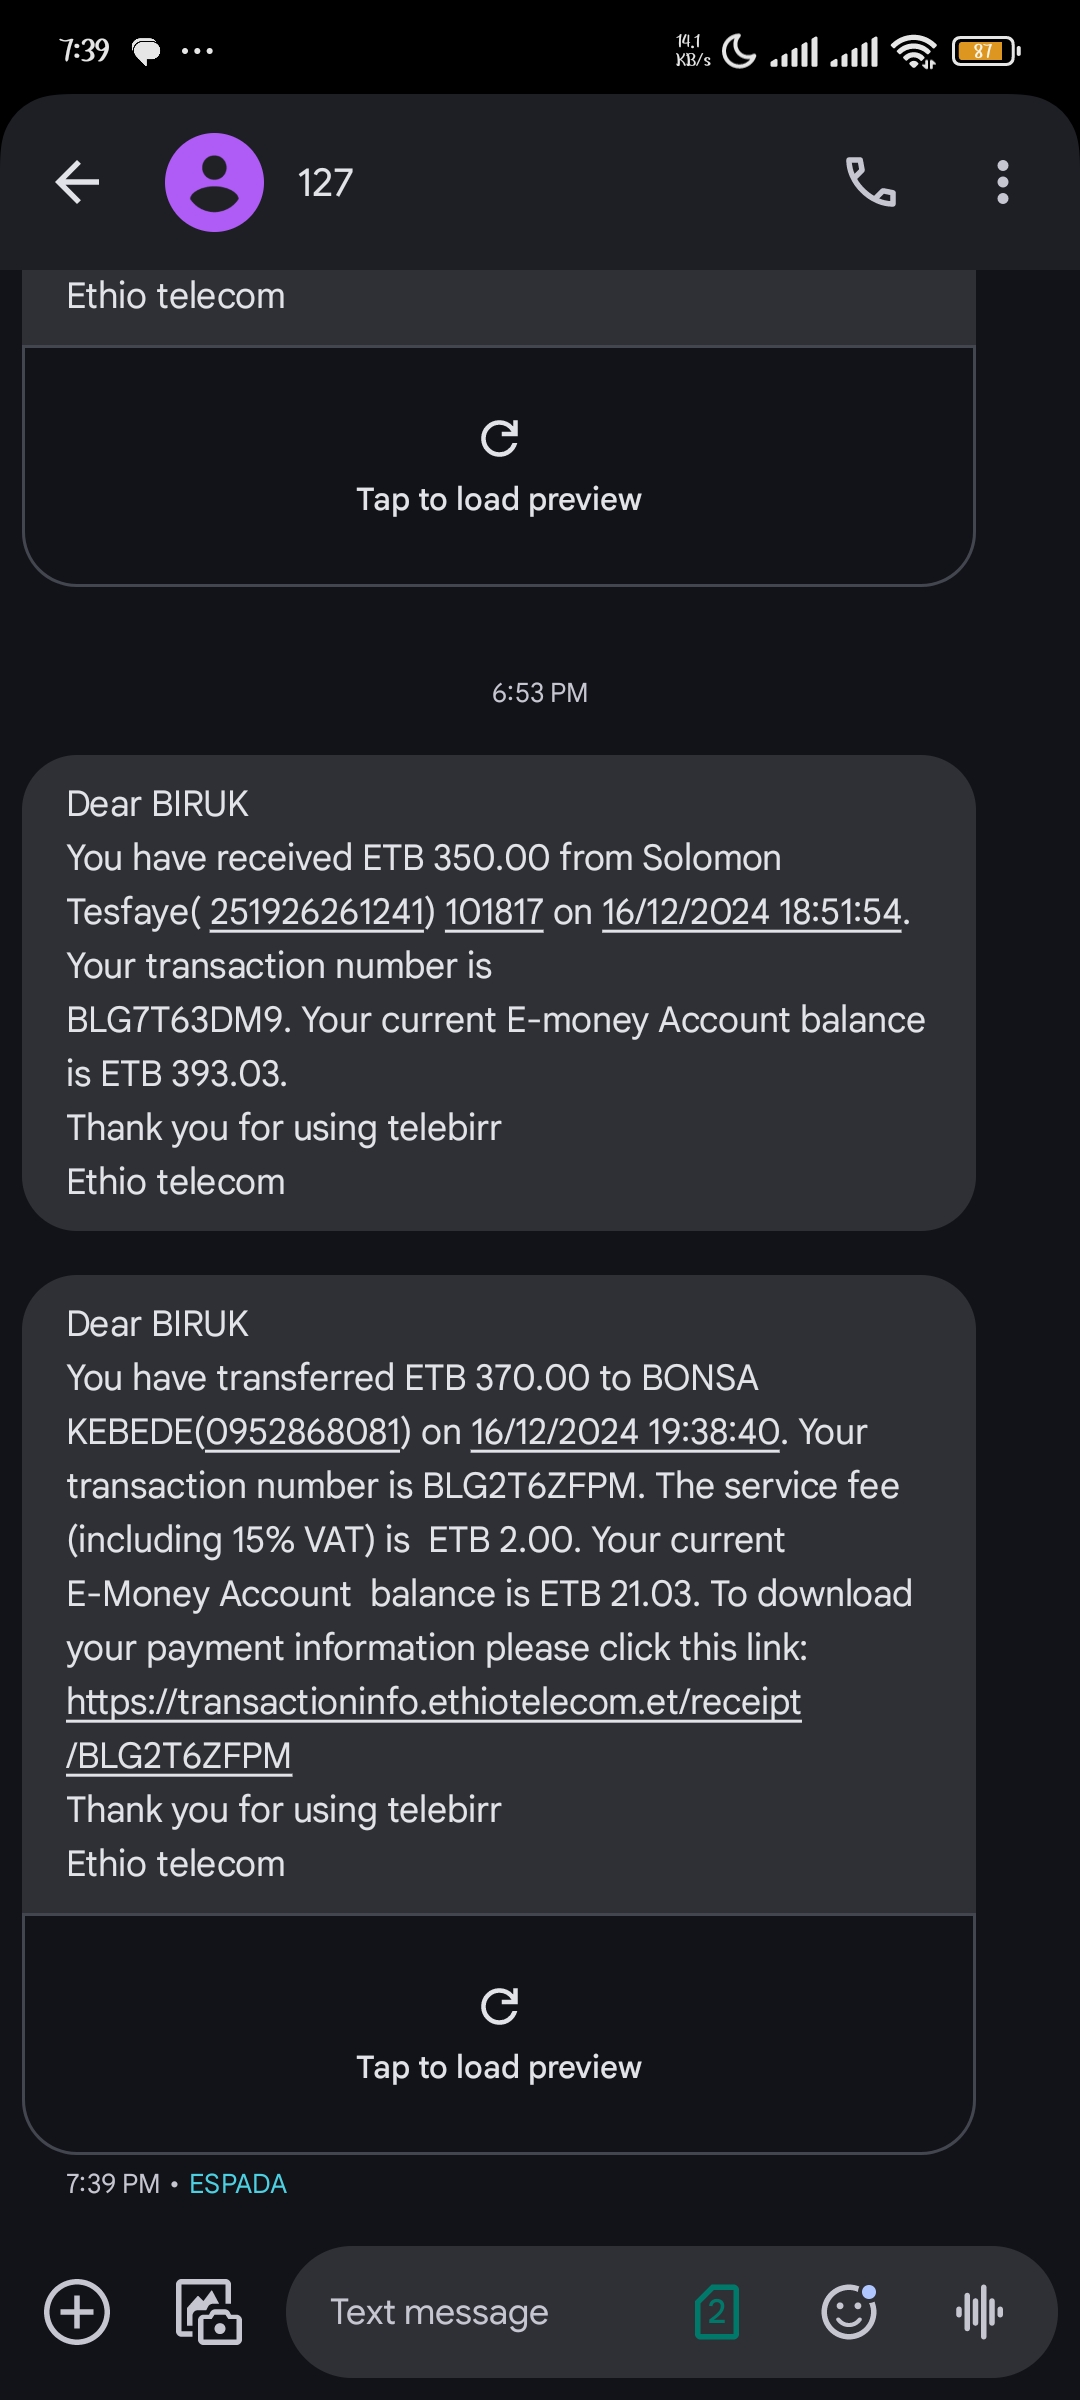 7:39
14.1
KB/s
87
127
Ethio telecom
Tap to load preview
6:53 PM
Dear BIRUK
You have received ETB 350.00 from Solomon
Tesfaye( 251926261241) 101817 on 16/12/2024 18:51:54.
Your transaction number is
BLG7T63DM9. Your current E-money Account balance
is ETB 393.03.
Thank you for using telebirr
Ethio telecom
Dear BIRUK
You have transferred ETB 370.00 to BONSA
KEBEDE(0952868081) on 16/12/2024 19:38:40. Your
transaction number is BLG2T6ZFPM. The service fee
(including 15% VAT) is  ETB 2.00. Your current
E-Money Account  balance is ETB 21.03. To download
your payment information please click this link:
https://transactioninfo.ethiotelecom.et/receipt
/BLG2T6ZFPM
Thank you for using telebirr
Ethio telecom
Tap to load preview
7:39 PM • ESPADA
Text message
2